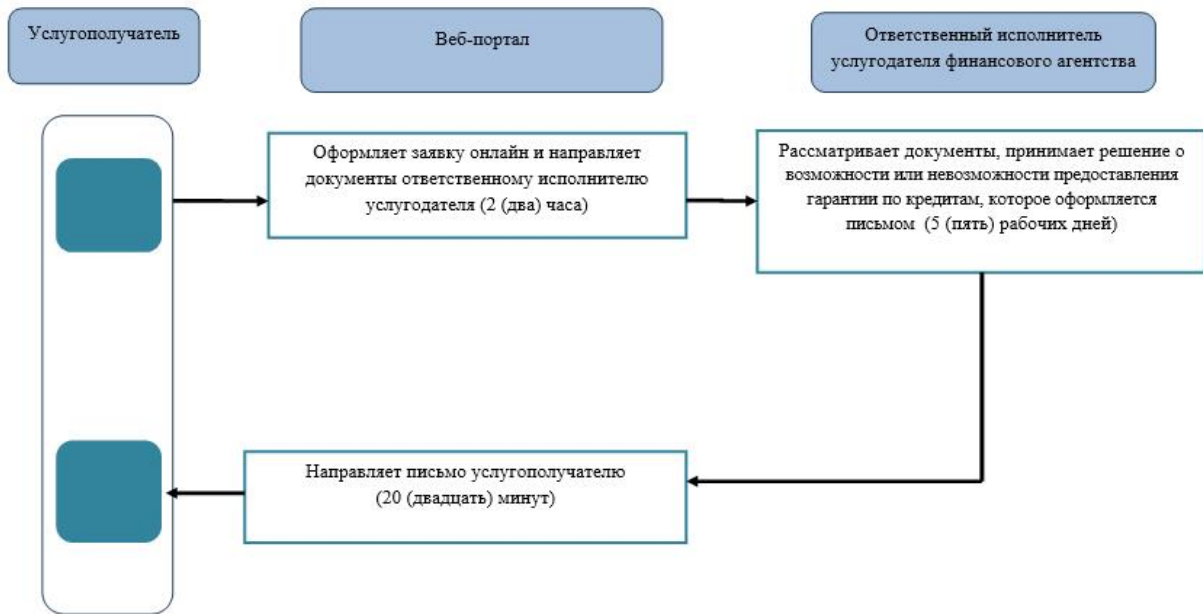 Услугополучатель
Веб-портал
Ответственный исполнитель
услугодателя финансового агентства
Оформляет заявку онлайн и направляет
документы ответственному исполнителю
услугодателя (2 (два) часа)
Рассматривает документы, принимает решение о
возможности или невозможности предоставления
гарантии по кредитам, которое оформляется
письмом (5 (пять) рабочих дней)
Направляет письмо услугополучателю
(20 (двадцать) минут)